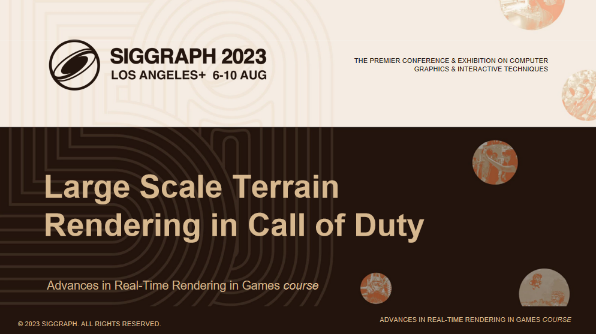 SIGGRAPH 2023
LOS ANGELES+ 6-10 AUG
THE PREMIER CONFERENCE & EXHIBITION ON COMPUTER
GRAPHICS & INTERACTIVE TECHNIQUES
Large Scale Terrain
Rendering in Call of Duty
Advances in Real-Time Rendering in Games course
© 2023 SIGGRAPH. ALL RIGHTS RESERVED.
ADVANCES IN REAL-TIME RENDERING IN GAMES COURSE